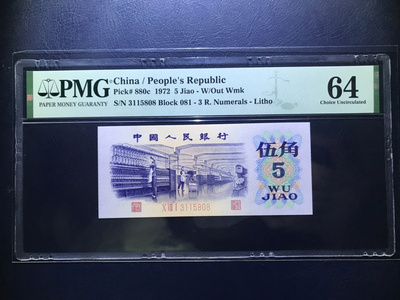 PMG
PAPER MONEY GUARANTY
China / People's Republic
Pick# 880c 1972 5 Jiao - W/Out Wmk
S/N 3115808 Block 081 - 3 R. Numerals - Litho
64
Choice Uncirculated
中國人民銀行
伍角
5
WU
JIAO
3115808